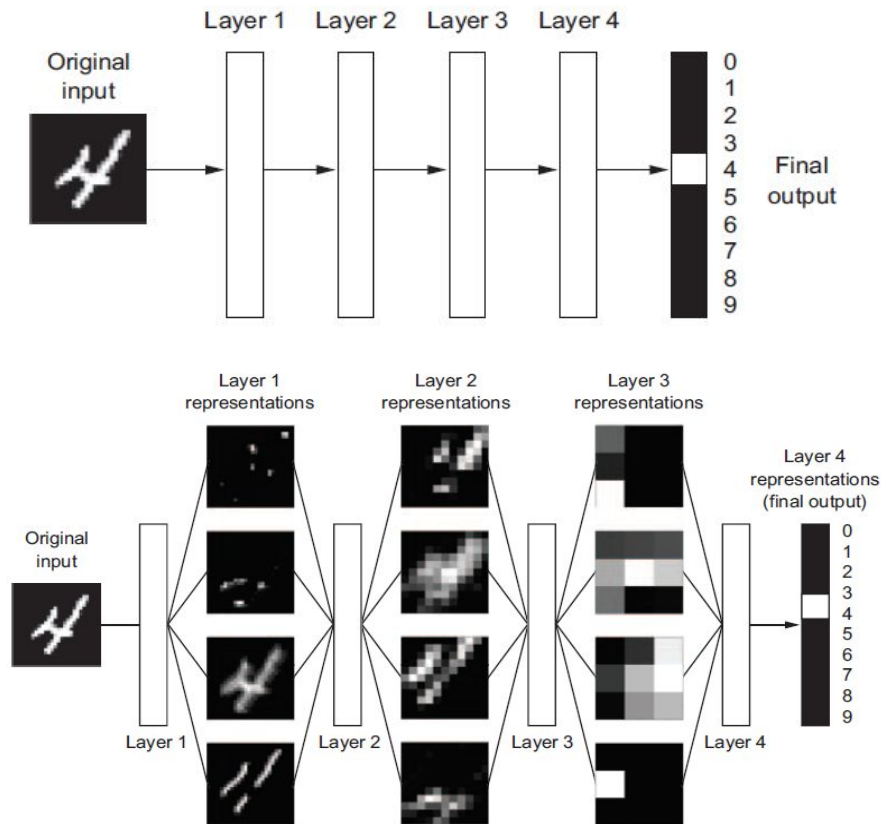 Layer 1 Layer 2 Layer 3 Layer 4
Original
input
0
1
2
3
4
5
6
7
8
9
Final
output
Layer 1
representations
Layer 2
representations
Layer 3
representations
Layer 4
representations
(final output)
Original
input
0
1
2
3
4
5
6
7
8
9
Layer 1
Layer 2
Layer 3
Layer 4